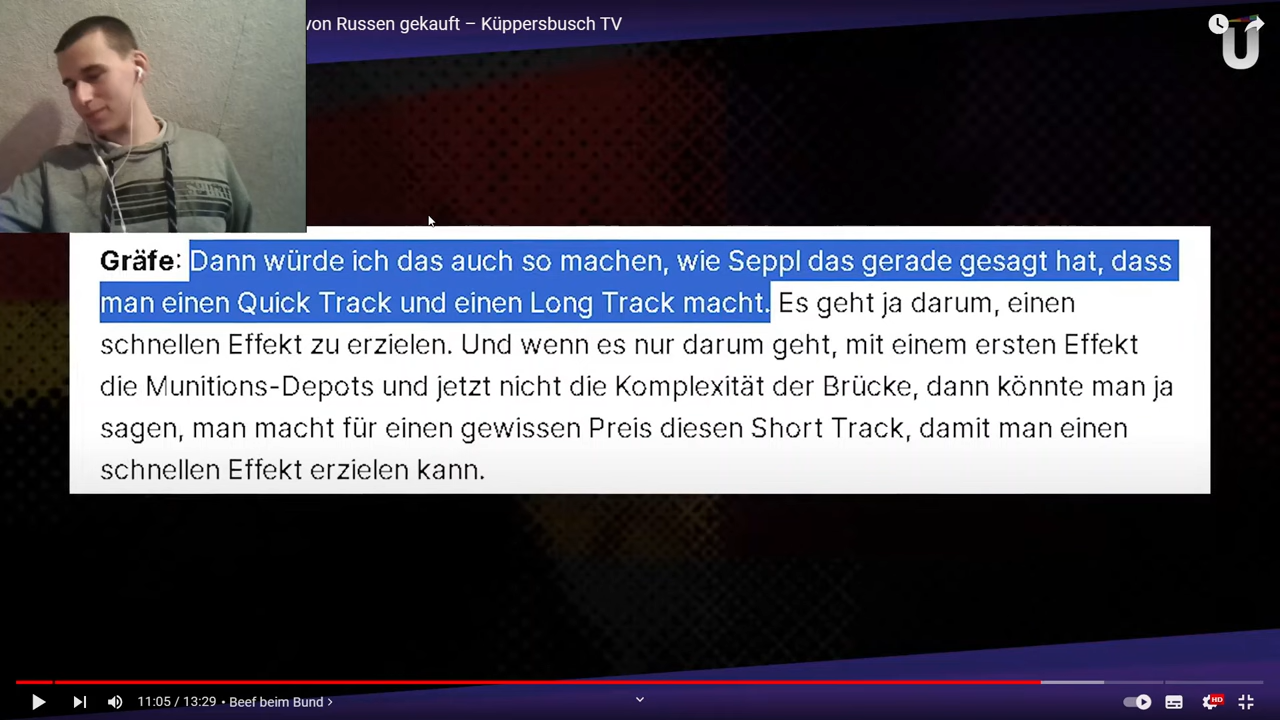 von Russen gekauft – Küppersbusch TV
U
Gräfe: Dann würde ich das auch so machen, wie Seppl das gerade gesagt hat, dass
man einen Quick Track und einen Long Track macht. Es geht ja darum, einen
schnellen Effekt zu erzielen. Und wenn es nur darum geht, mit einem ersten Effekt
die Munitions-Depots und jetzt nicht die Komplexität der Brücke, dann könnte man ja
sagen, man macht für einen gewissen Preis diesen Short Track, damit man einen
schnellen Effekt erzielen kann.
11:05 / 13:29 • Beef beim Bund
HD